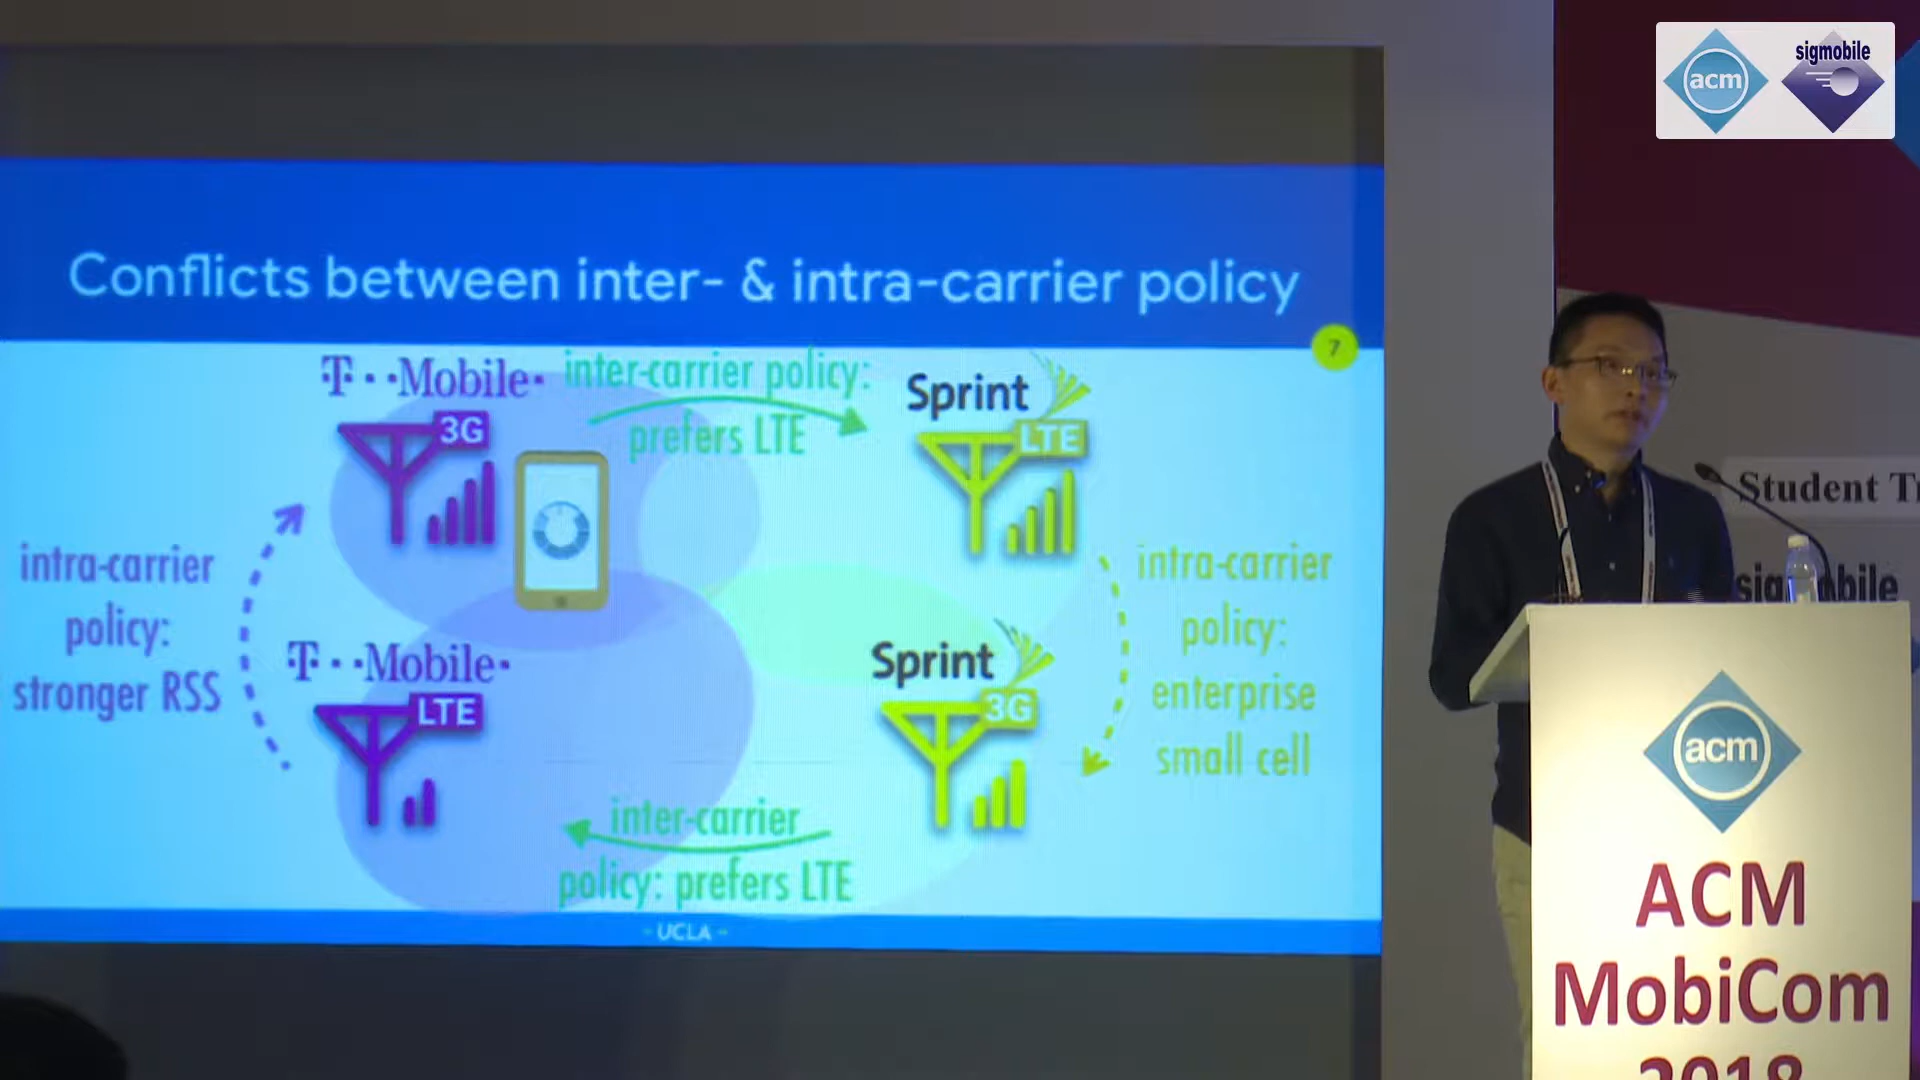 acm
sigmobile
Conflicts between inter- & intra-carrier policy
7
T··Mobile·
inter-carrier policy:
prefers LTE
Sprint
3G
LTE
intra-carrier
policy:
stronger RSS
intra-carrier
policy:
enterprise
small cell
T··Mobile·
LTE
Sprint
3G
inter-carrier
policy: prefers LTE
- UCLA -
Student
sigmobile
acm
ACM
MobiCom
2018